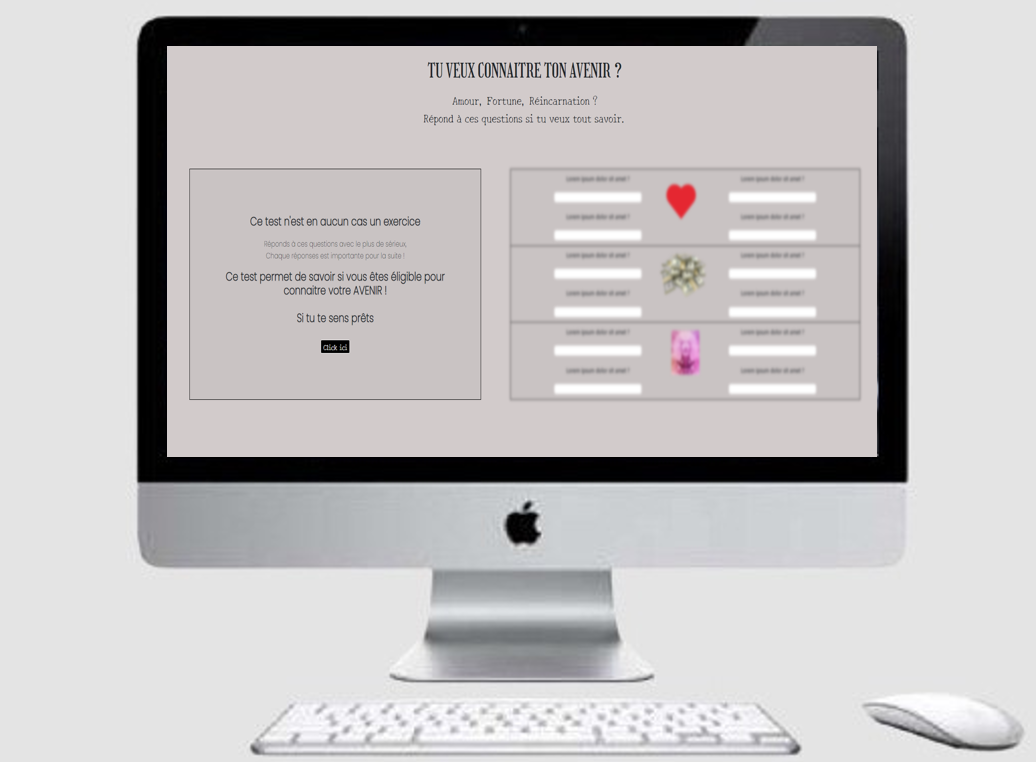 TU VEUX CONNAITRE TON AVENIR ?
Amour, Fortune, Réincarnation ?
Répond à ces questions si tu veux tout savoir.
Ce test n'est en aucun cas un exercice
Réponds à ces questions avec le plus de sérieux,
Chaque réponses est importante pour la suite !
Ce test permet de savoir si vous êtes éligible pour
connaitre votre AVENIR !
Si tu te sens prêts
Click ici
Lorem ipsum dolor sit amet ?
Lorem ipsum dolor sit amet ?
Lorem ipsum dolor sit amet ?
Lorem ipsum dolor sit amet ?
Lorem ipsum dolor sit amet ?
Lorem ipsum dolor sit amet ?
Lorem ipsum dolor sit amet ?
Lorem ipsum dolor sit amet ?
Lorem ipsum dolor sit amet ?
Lorem ipsum dolor sit amet ?
Lorem ipsum dolor sit amet ?
Lorem ipsum dolor sit amet ?